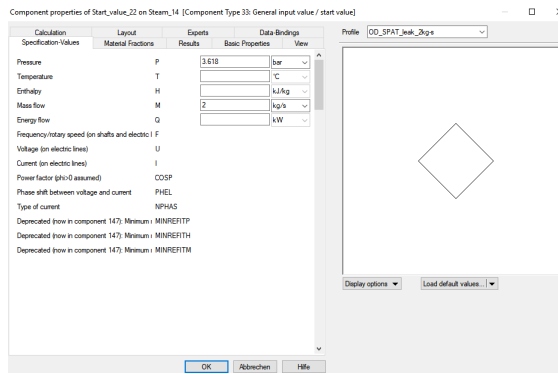 Component properties of Start_value_22 on Steam_14 [Component Type 33: General input value / start value]
Calculation Layout Experts Data-Bindings
Specification-Values Material Fractions Results Basic Properties View
Pressure P 3.618 bar
Temperature T °C
Enthalpy H kJ/kg
Mass flow M 2 kg/s
Energy flow Q kW
Frequency/rotary speed (on shafts and electric l F
Voltage (on electric lines) U
Current (on electric lines) I
Power factor (phi>0 assumed) COSP
Phase shift between voltage and current PHEL
Type of current NPHAS
Deprecated (now in component 147): Minimum r MINREFITP
Deprecated (now in component 147): Minimum r MINREFITH
Deprecated (now in component 147): Minimum r MINREFITM
OK Abbrechen Hilfe
Profile OD_SPAT_leak_2kg-s
Display options Load default values...